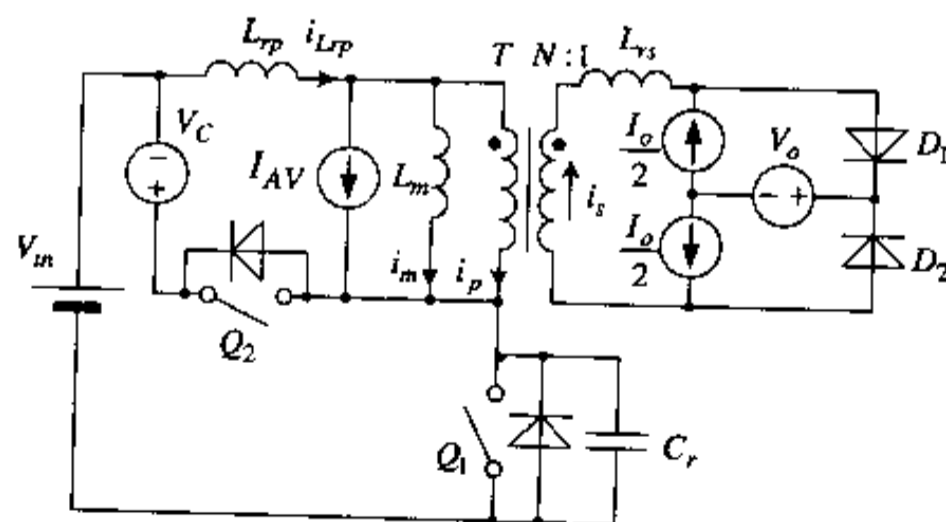 L_rp i_Lrp
T N : 1 L_rs
V_C
I_AV
L_m
I_o/2
V_o
D_1
i_s
I_o/2
D_2
V_in
i_m i_p
Q_2
Q_1
C_r